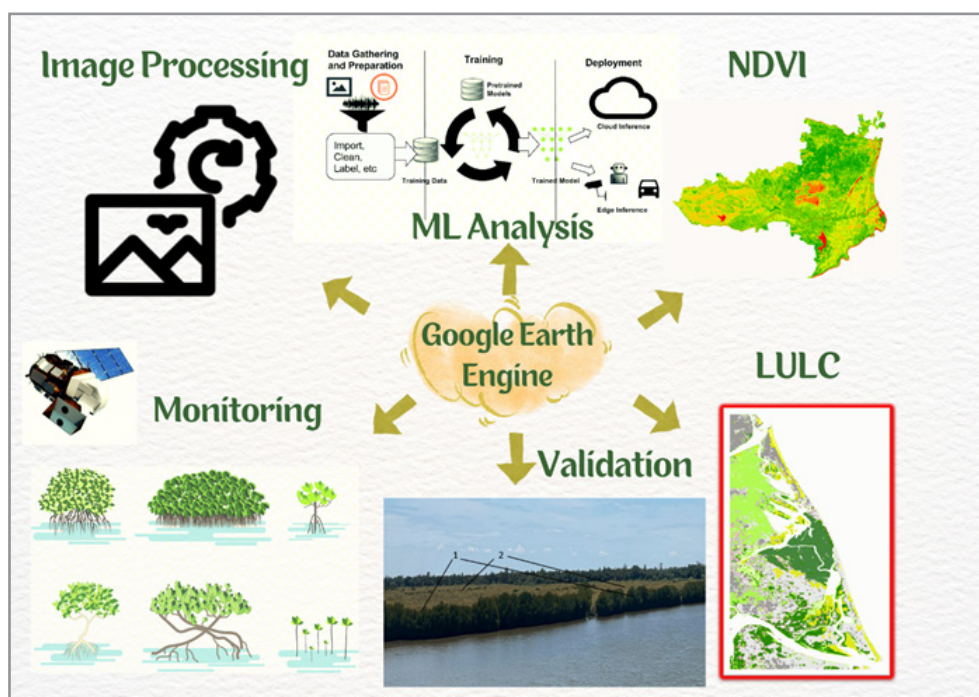 Image Processing
Data Gathering
and Preparation
Training
Deployment
Pretrained
Models
Import,
Clean,
Label, etc
Training Data
Trained Model
Cloud Inference
Edge Inference
ML Analysis
NDVI
Google Earth
Engine
Monitoring
LULC
Validation
1
2